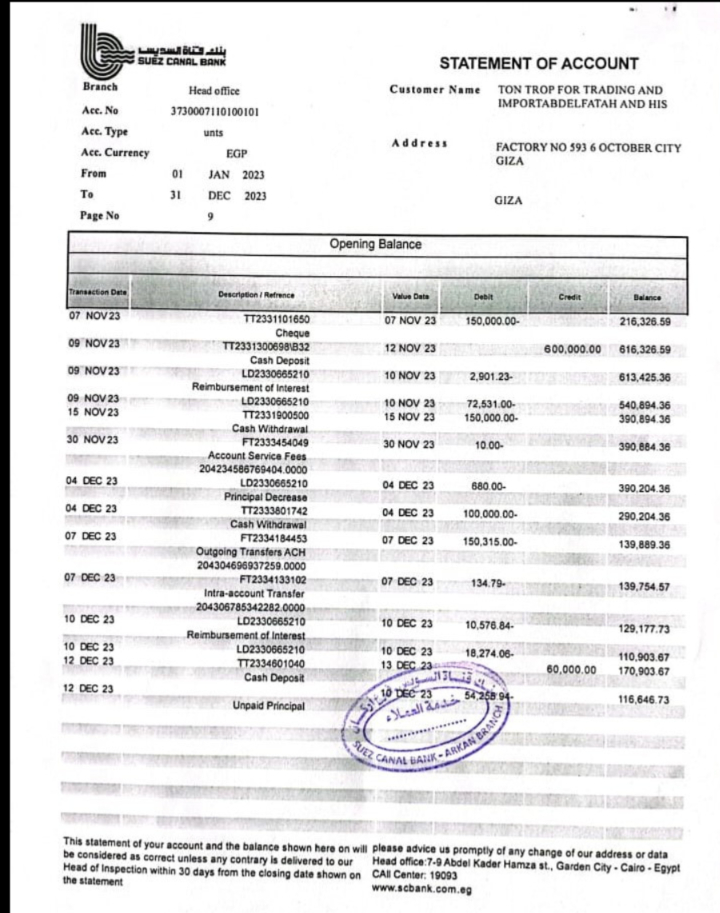 بنك قناة السويس
SUEZ CANAL BANK
STATEMENT OF ACCOUNT
Branch Head office
Acc. No 3730007110100101
Acc. Type unts
Acc. Currency EGP
From 01 JAN 2023
To 31 DEC 2023
Page No 9
Customer Name TON TROP FOR TRADING AND
IMPORTABDELFATAH AND HIS
Address FACTORY NO 593 6 OCTOBER CITY
GIZA
GIZA
Opening Balance
Transaction Date Description / Refrence Value Date Debit Credit Balance
07 NOV 23 TT2331101650 07 NOV 23 150,000.00- 216,326.59
Cheque
09 NOV 23 TT2331300698\B32 12 NOV 23 600,000.00 616,326.59
Cash Deposit
09 NOV 23 LD2330665210 10 NOV 23 2,901.23- 613,425.36
Reimbursement of Interest
09 NOV 23 LD2330665210 10 NOV 23 72,531.00- 540,894.36
15 NOV 23 TT2331900500 15 NOV 23 150,000.00- 390,894.36
Cash Withdrawal
30 NOV 23 FT2333454049 30 NOV 23 10.00- 390,884.36
Account Service Fees
204234586769404.0000
04 DEC 23 LD2330665210 04 DEC 23 680.00- 390,204.36
Principal Decrease
04 DEC 23 TT2333801742 04 DEC 23 100,000.00- 290,204.36
Cash Withdrawal
07 DEC 23 FT2334184453 07 DEC 23 150,315.00- 139,889.36
Outgoing Transfers ACH
204304696937259.0000
07 DEC 23 FT2334133102 07 DEC 23 134.79- 139,754.57
Intra-account Transfer
204306785342282.0000
10 DEC 23 LD2330665210 10 DEC 23 10,576.84- 129,177.73
Reimbursement of Interest
10 DEC 23 LD2330665210 10 DEC 23 18,274.06- 110,903.67
12 DEC 23 TT2334601040 13 DEC 23 60,000.00 170,903.67
Cash Deposit
12 DEC 23 10 DEC 23 116,646.73
Unpaid Principal
بنك قناة السويس
خدمة العملاء
SUEZ CANAL BANK - ARKAN BRANCH
This statement of your account and the balance shown here on will
be considered as correct unless any contrary is delivered to our
Head of Inspection within 30 days from the closing date shown on
the statement
please advice us promptly of any change of our address or data
Head office:7-9 Abdel Kader Hamza st., Garden City - Cairo - Egypt
CAll Center: 19093
www.scbank.com.eg